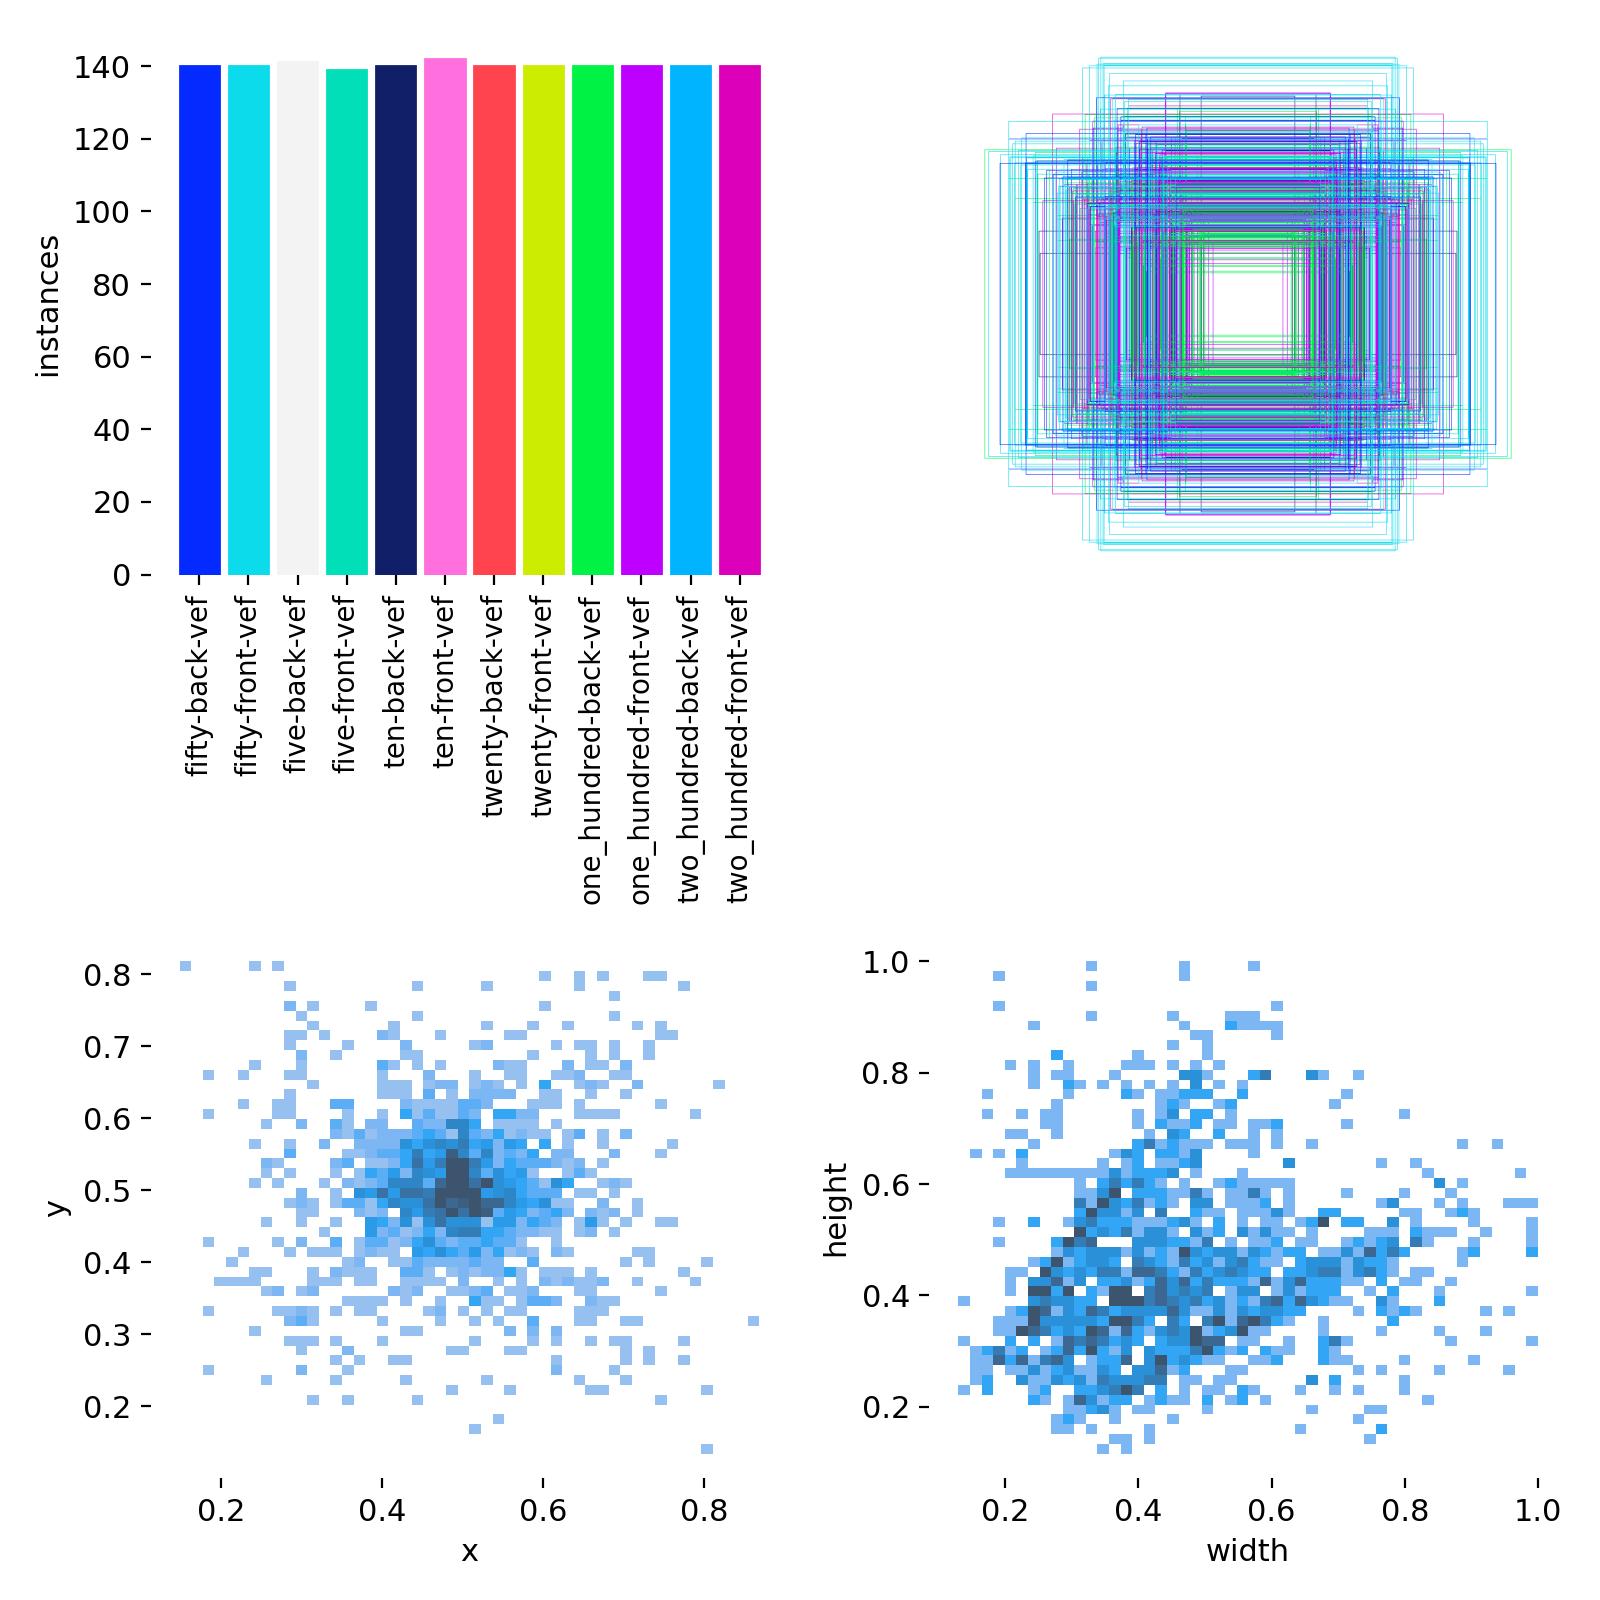 140
120
100
80
60
40
20
0
instances
fifty-back-vef
fifty-front-vef
five-back-vef
five-front-vef
ten-back-vef
ten-front-vef
twenty-back-vef
twenty-front-vef
one_hundred-back-vef
one_hundred-front-vef
two_hundred-back-vef
two_hundred-front-vef
0.8
0.7
0.6
0.5
0.4
0.3
0.2
y
0.2 0.4 0.6 0.8
x
1.0
0.8
0.6
0.4
0.2
height
0.2 0.4 0.6 0.8 1.0
width